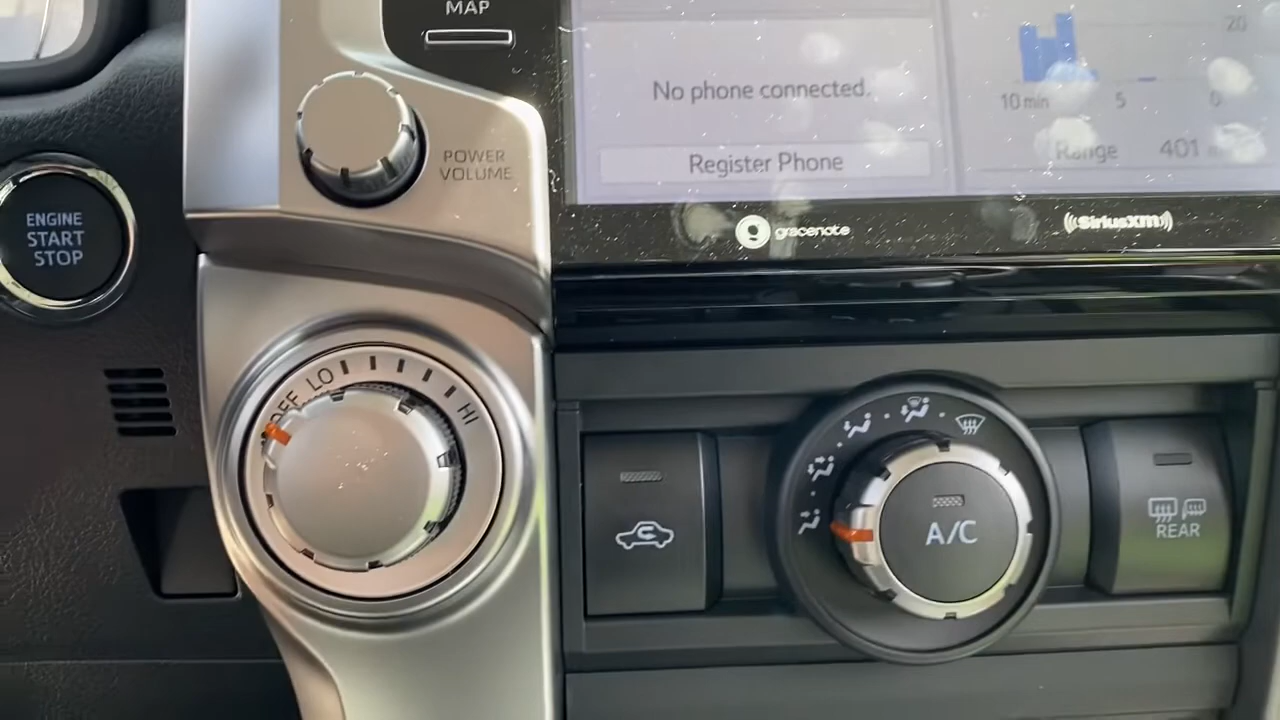 MAP
POWER
VOLUME
ENGINE
START
STOP
No phone connected.
Register Phone
20
10 min 5 0
Range 401
gracenote
SiriusXM
OFF LO HI
A/C
REAR